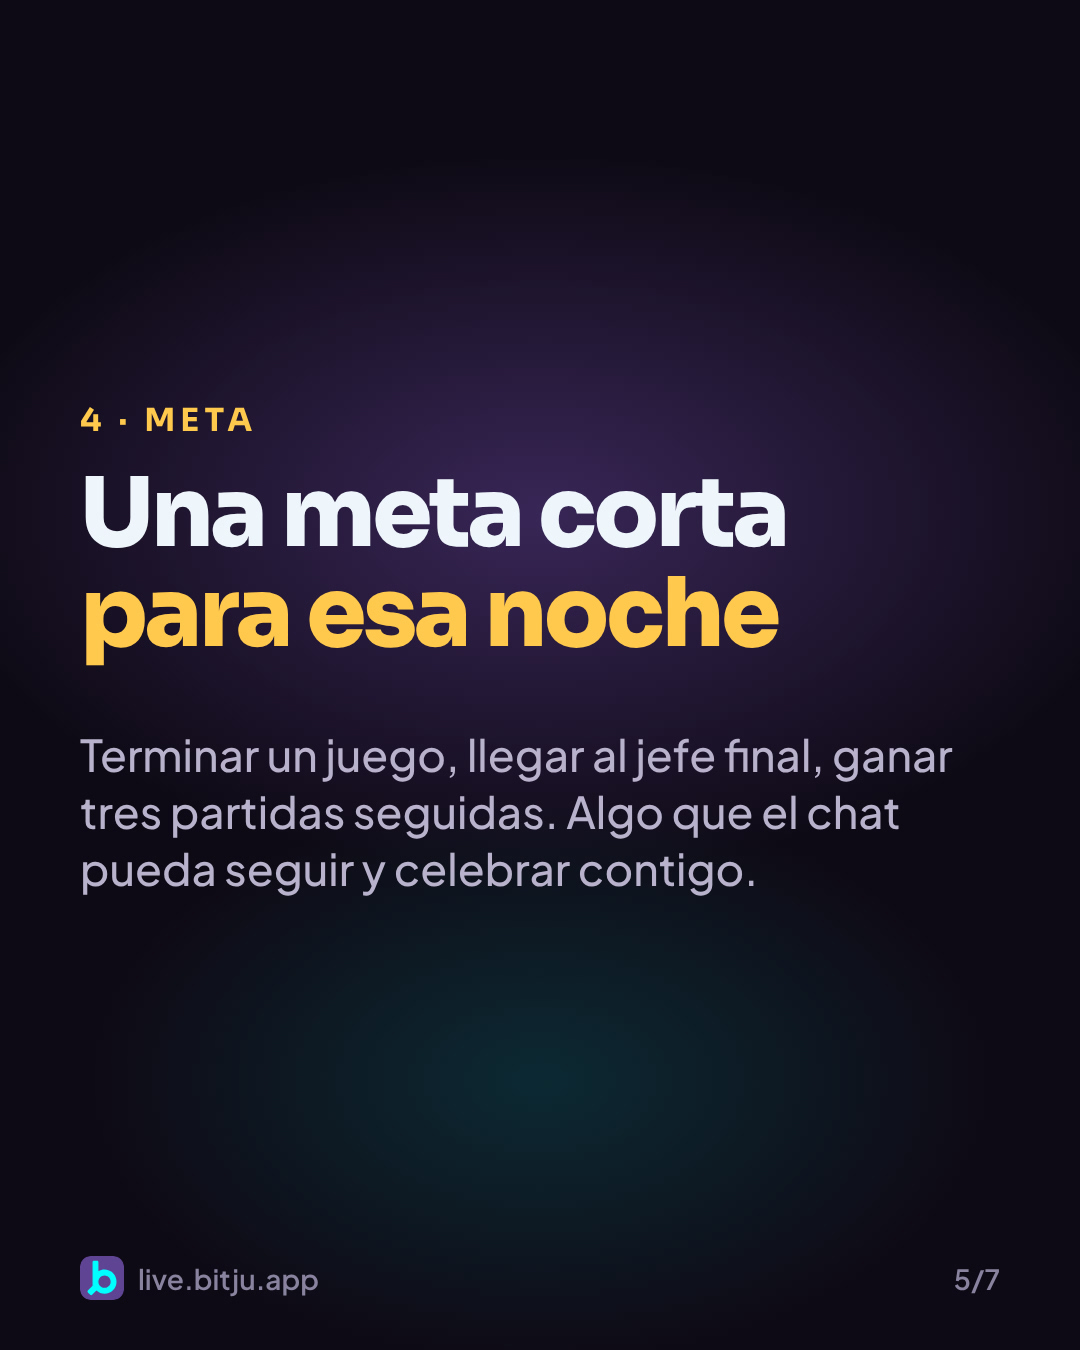 4 · META
Una meta corta
para esa noche
Terminar un juego, llegar al jefe final, ganar
tres partidas seguidas. Algo que el chat
pueda seguir y celebrar contigo.
live.bitju.app
5/7